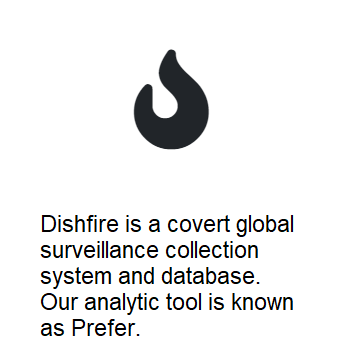 Dishfire is a covert global
surveillance collection
system and database.
Our analytic tool is known
as Prefer.